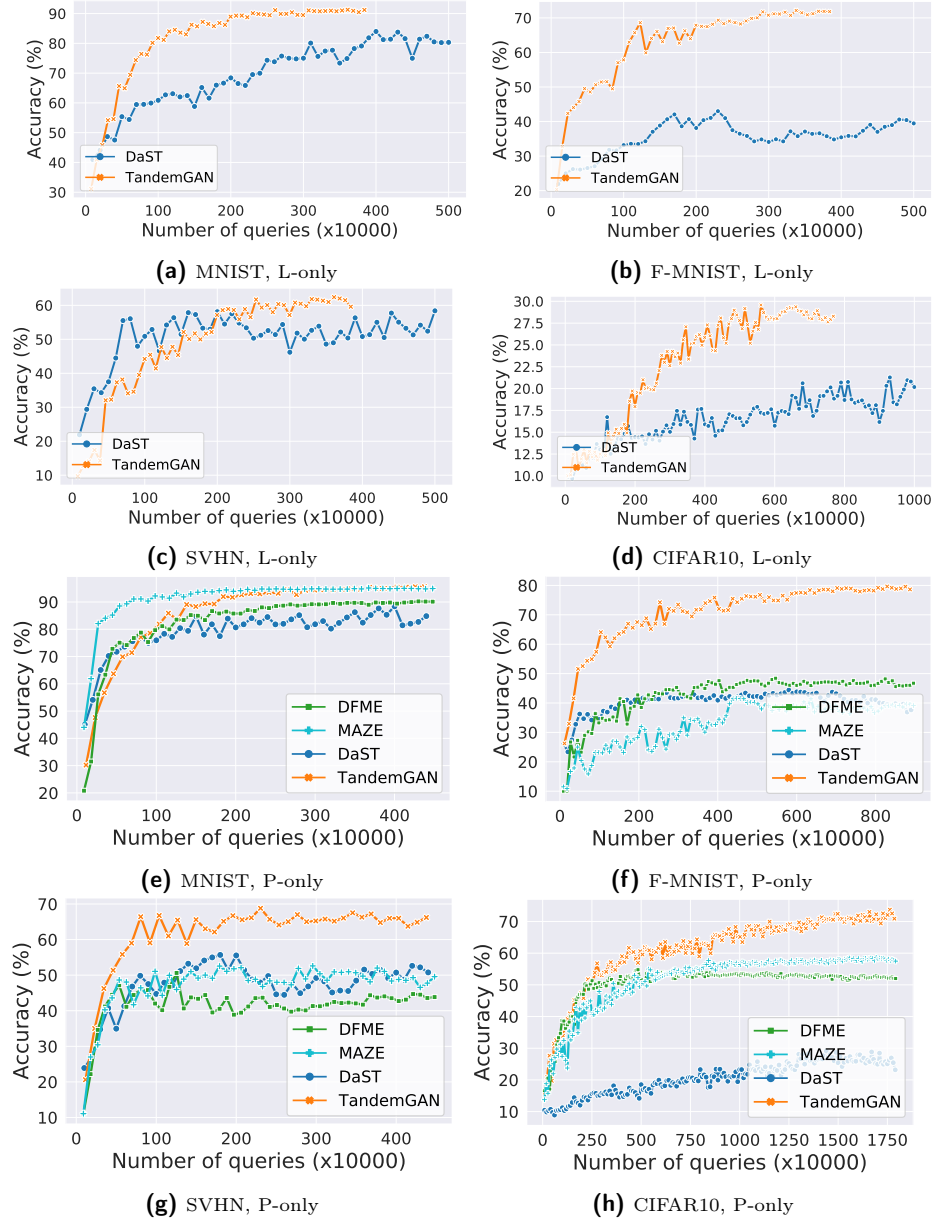 90
80
70
60
50
40
30
Accuracy (%)
DaST
TandemGAN
0 100 200 300 400 500
Number of queries (x10000)
(a) MNIST, L-only
70
60
50
40
30
20
Accuracy (%)
DaST
TandemGAN
0 100 200 300 400 500
Number of queries (x10000)
(b) F-MNIST, L-only
60
50
40
30
20
10
Accuracy (%)
DaST
TandemGAN
0 100 200 300 400 500
Number of queries (x10000)
(c) SVHN, L-only
30.0
27.5
25.0
22.5
20.0
17.5
15.0
12.5
10.0
Accuracy (%)
DaST
TandemGAN
0 200 400 600 800 1000
Number of queries (x10000)
(d) CIFAR10, L-only
90
80
70
60
50
40
30
20
Accuracy (%)
DFME
MAZE
DaST
TandemGAN
0 100 200 300 400
Number of queries (x10000)
(e) MNIST, P-only
80
70
60
50
40
30
20
10
Accuracy (%)
DFME
MAZE
DaST
TandemGAN
0 200 400 600 800
Number of queries (x10000)
(f) F-MNIST, P-only
70
60
50
40
30
20
10
Accuracy (%)
DFME
MAZE
DaST
TandemGAN
0 100 200 300 400
Number of queries (x10000)
(g) SVHN, P-only
70
60
50
40
30
20
10
Accuracy (%)
DFME
MAZE
DaST
TandemGAN
0 250 500 750 1000 1250 1500 1750
Number of queries (x10000)
(h) CIFAR10, P-only